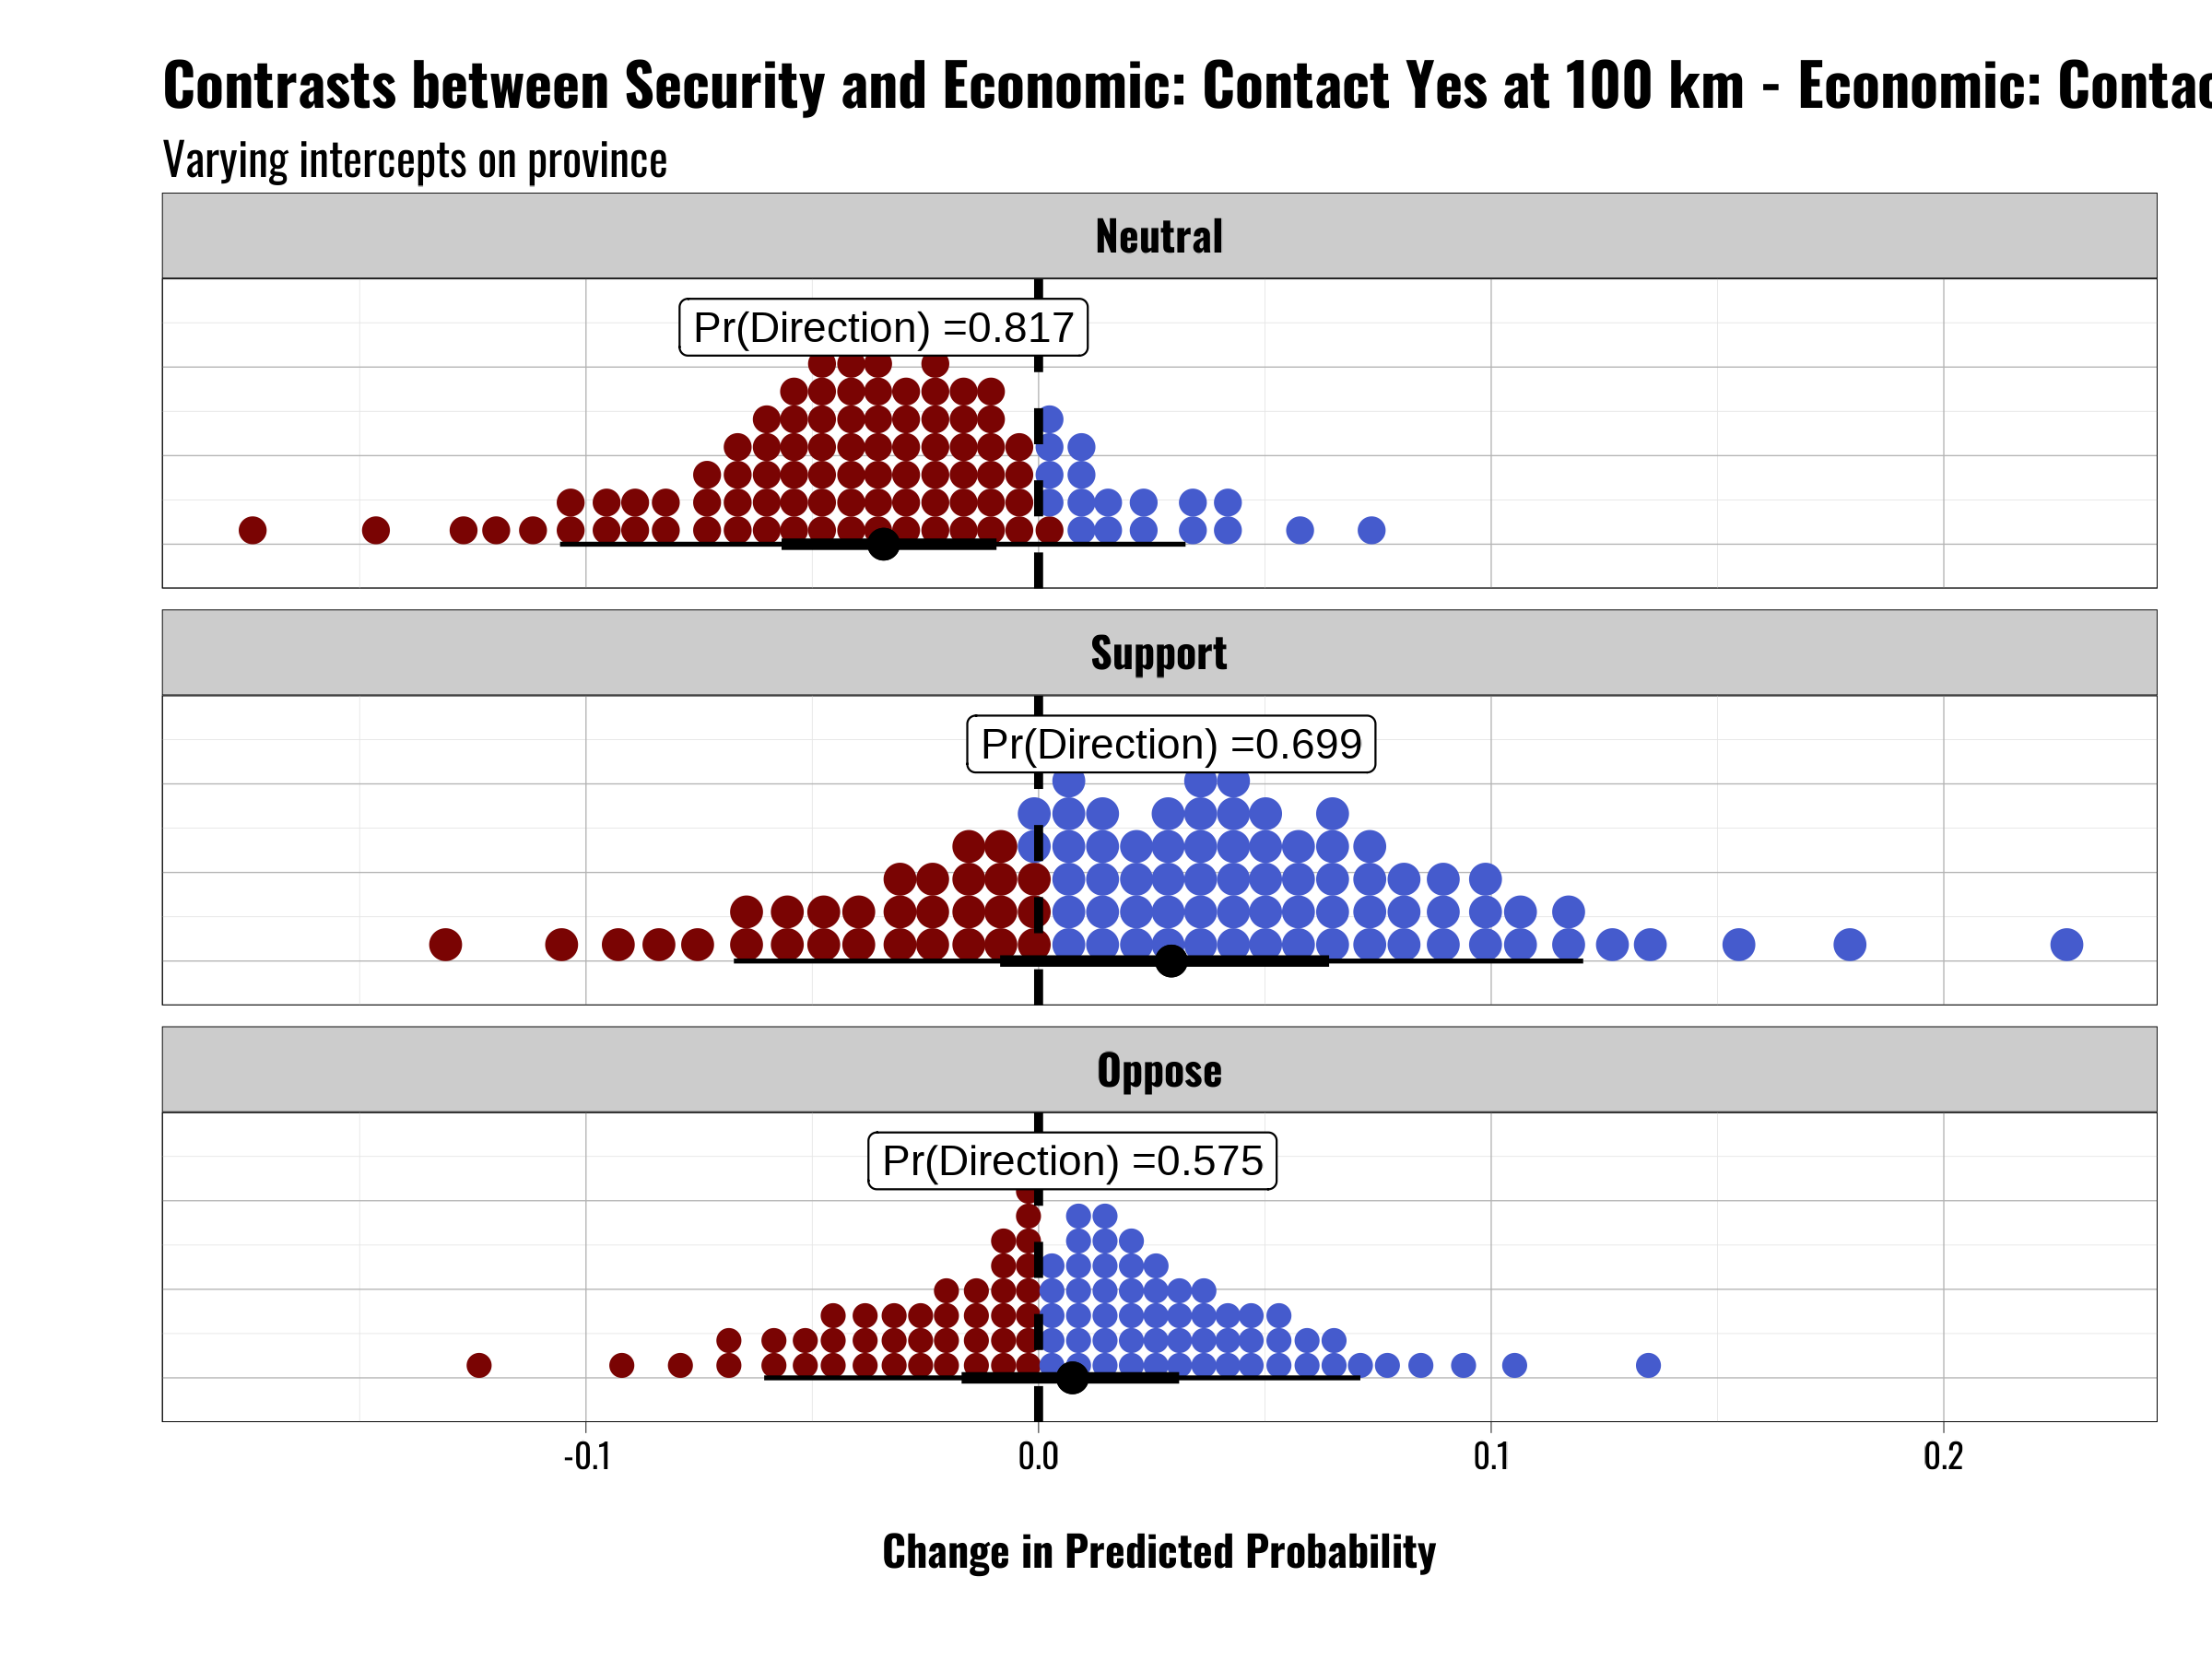 Contrasts between Security and Economic: Contact Yes at 100 km - Economic: Contac
Varying intercepts on province
Neutral
Pr(Direction) =0.817
Support
Pr(Direction) =0.699
Oppose
Pr(Direction) =0.575
-0.1 0.0 0.1 0.2
Change in Predicted Probability